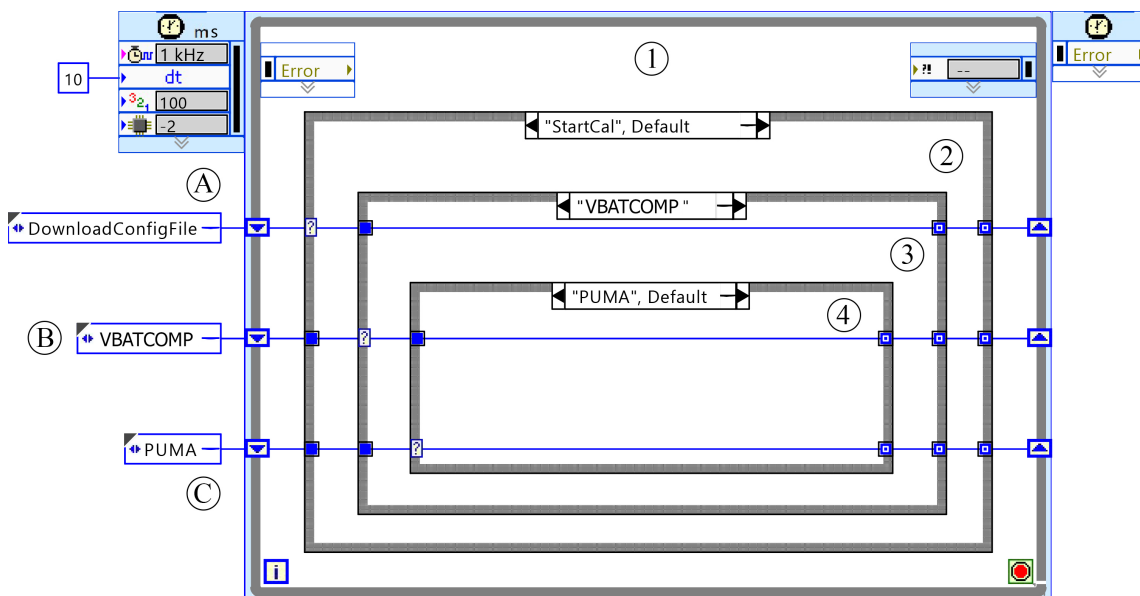 ms
1 kHz
10
dt
100
-2
Error
1
?!
--
Error
"StartCal", Default
2
A
"VBATCOMP "
DownloadConfigFile
?
3
"PUMA", Default
4
B
VBATCOMP
?
PUMA
?
C
i